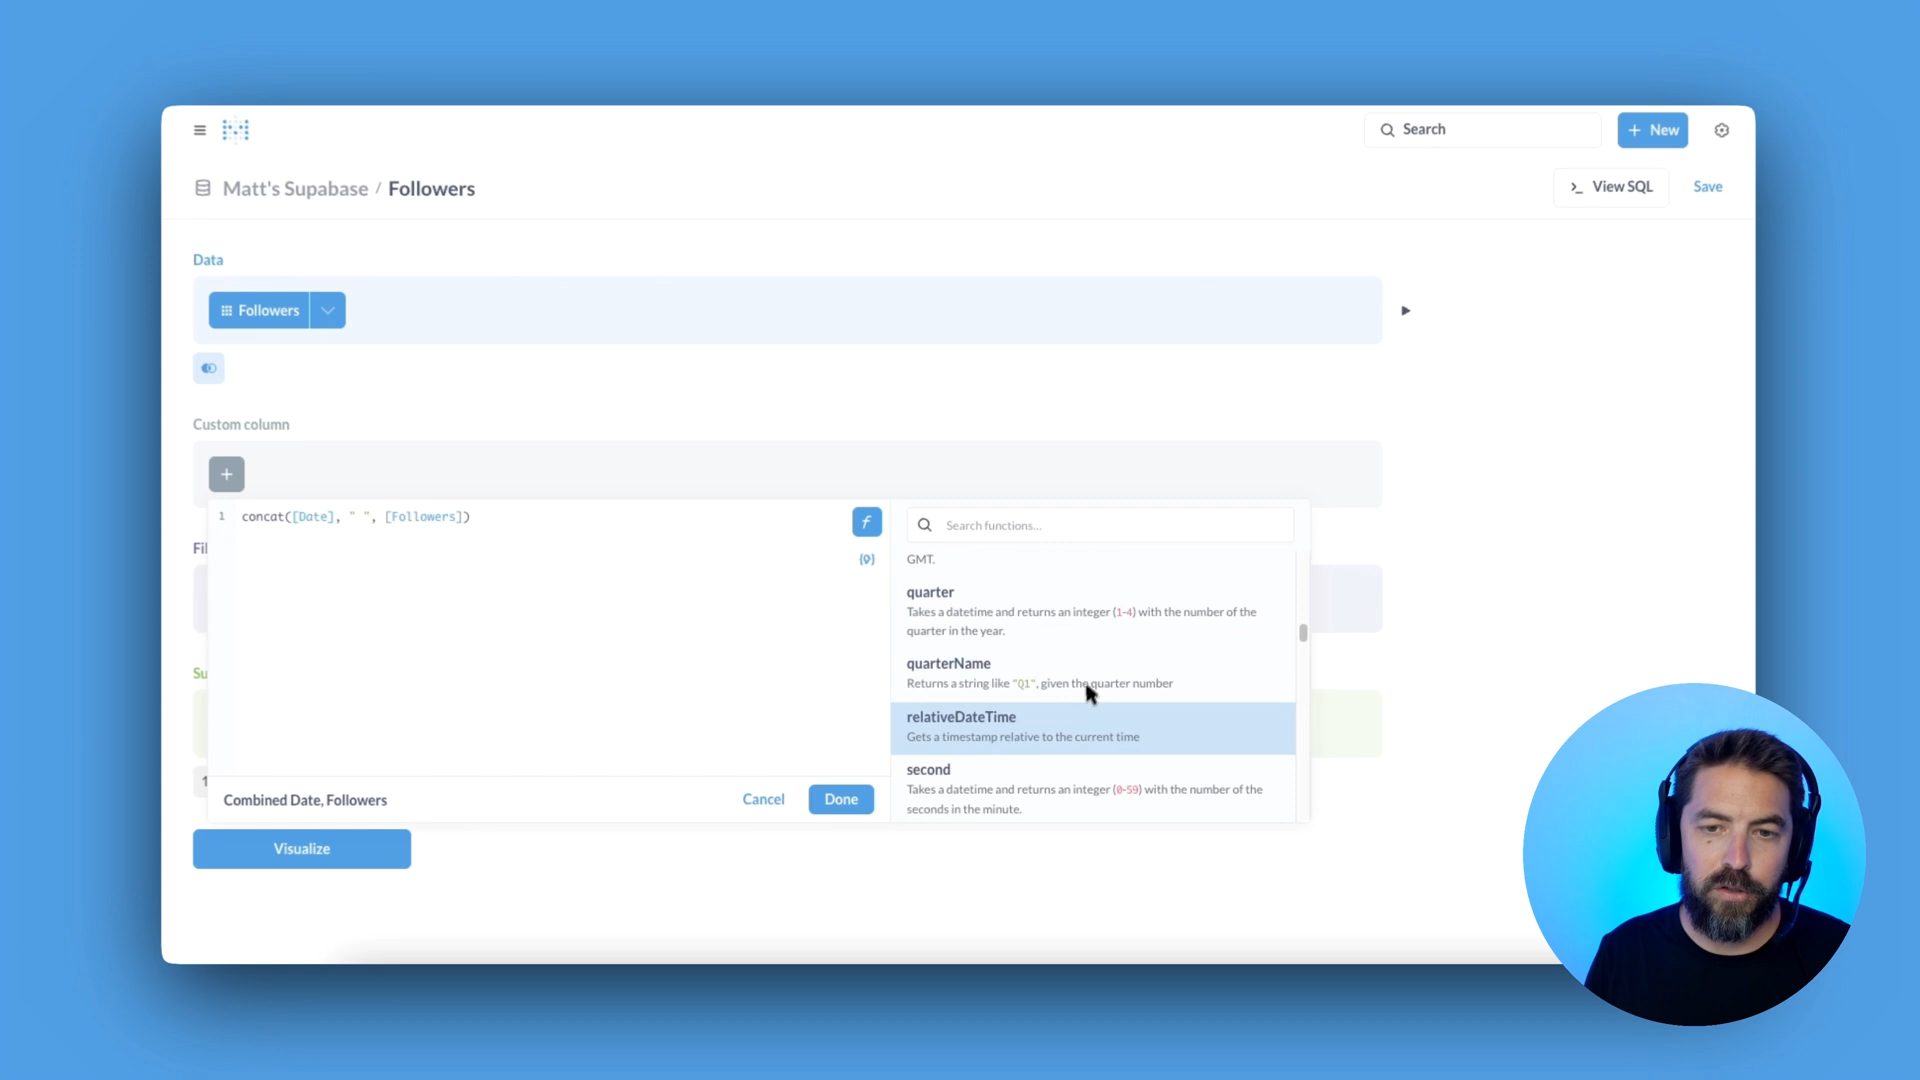 Search
+ New
Matt's Supabase / Followers
>_ View SQL
Save
Data
Followers
Custom column
+
1 concat([Date], " ", [Followers])
f
Search functions...
GMT.
Fil
quarter
Takes a datetime and returns an integer (1-4) with the number of the
quarter in the year.
quarterName
Returns a string like "Q1", given the quarter number
Su
relativeDateTime
Gets a timestamp relative to the current time
second
Takes a datetime and returns an integer (0-59) with the number of the
seconds in the minute.
Combined Date, Followers
Cancel
Done
Visualize